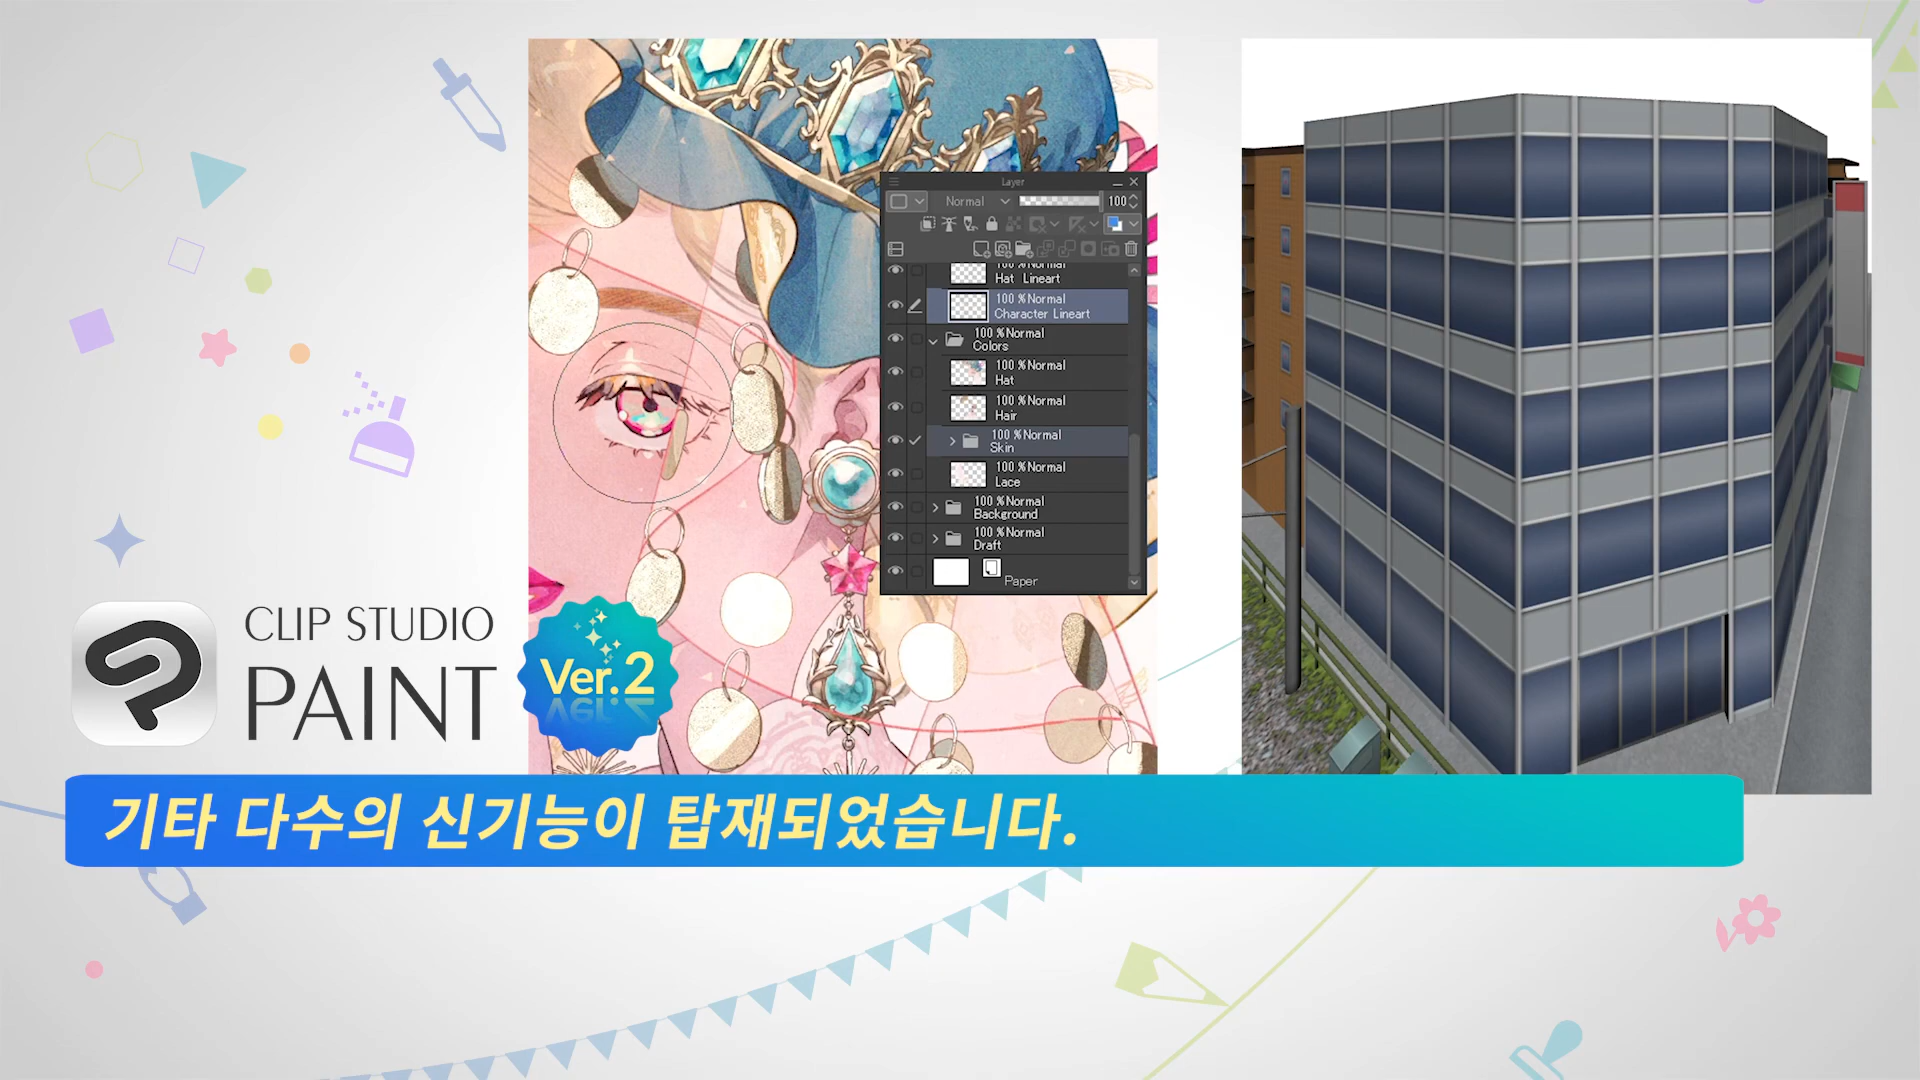 CLIP STUDIO
PAINT
Ver.2
Layer
Normal
100
100 %Normal
Hat Lineart
100 %Normal
Character Lineart
100 %Normal
Colors
100 %Normal
Hat
100 %Normal
Hair
100 %Normal
Skin
100 %Normal
Lace
100 %Normal
Background
100 %Normal
Draft
Paper
기타 다수의 신기능이 탑재되었습니다.